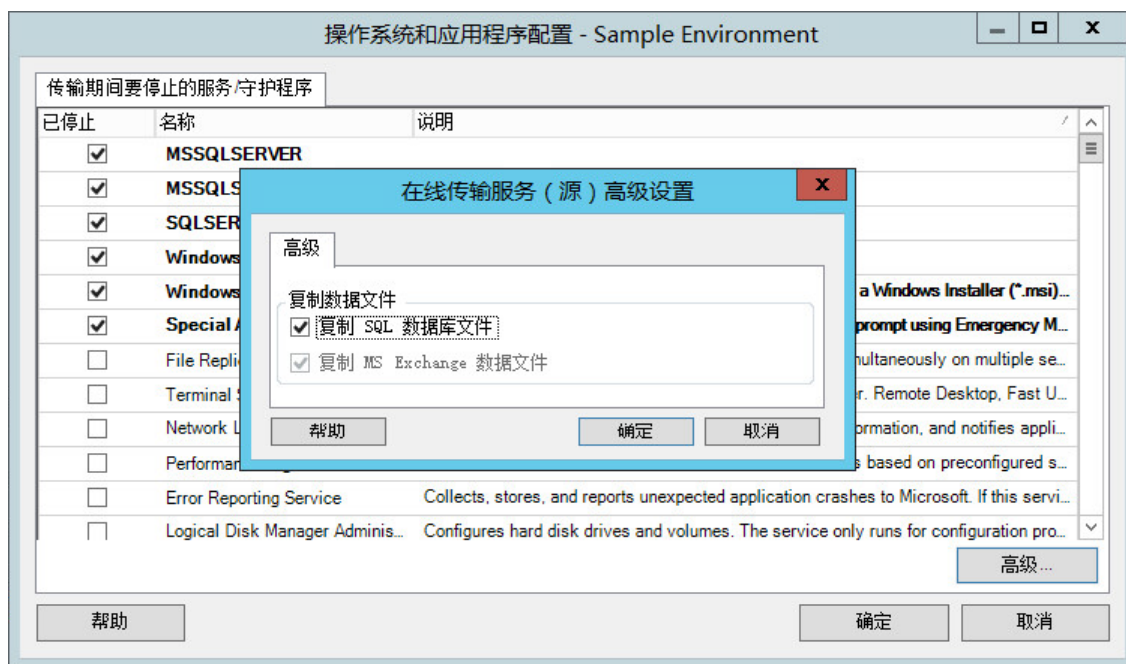 操作系统和应用程序配置 - Sample Environment
传输期间要停止的服务/守护程序
已停止 名称 说明
MSSQLSERVER
MSSQLS
在线传输服务（源）高级设置
SQLSER
高级
Windows
复制数据文件
Windows a Windows Installer (*.msi)...
复制 SQL 数据库文件
Special prompt using Emergency M...
复制 MS Exchange 数据文件
File Repli multaneously on multiple se...
Terminal r. Remote Desktop, Fast U...
Network L ormation, and notifies appli...
帮助 确定 取消
Performan s based on preconfigured s...
Error Reporting Service Collects, stores, and reports unexpected application crashes to Microsoft. If this servi...
Logical Disk Manager Adminis... Configures hard disk drives and volumes. The service only runs for configuration pro...
高级...
帮助 确定 取消